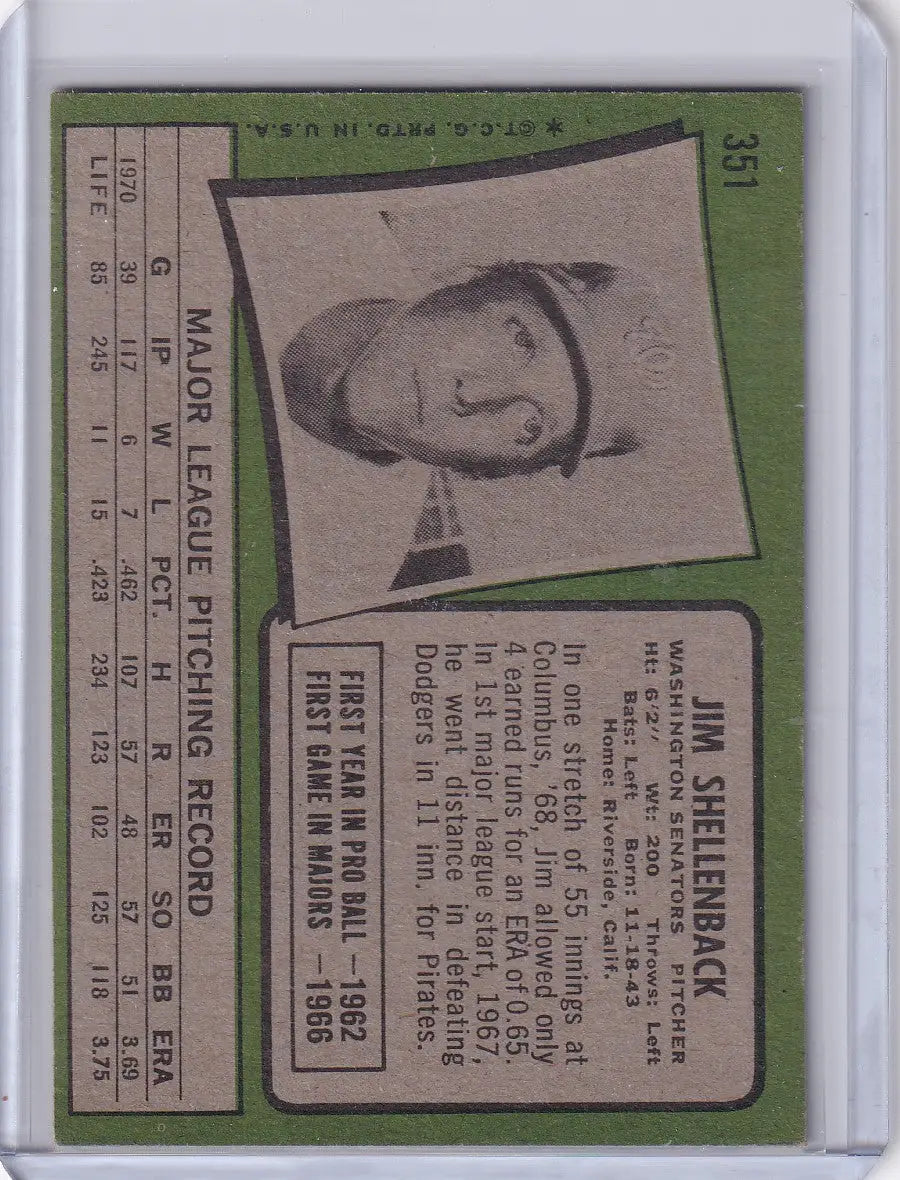 351
JIM SHELLENBACK
WASHINGTON SENATORS PITCHER
Ht: 6'2" Wt: 200 Throws: Left
Bats: Left Born: 11-18-43
Home: Riverside, Calif.
In one stretch of 55 innings at
Columbus, '68, Jim allowed only
4 earned runs for an ERA of 0.65.
In 1st major league start, 1967,
he went distance in defeating
Dodgers in 11 inn. for Pirates.
FIRST YEAR IN PRO BALL —1962
FIRST GAME IN MAJORS —1966
MAJOR LEAGUE PITCHING RECORD
G IP W L PCT. H R ER SO BB ERA
1970 39 117 6 7 .462 107 57 48 57 51 3.69
LIFE 85 245 11 15 .423 234 123 102 125 118 3.75
✶ ©T.C.G. PRTD. IN U.S.A.